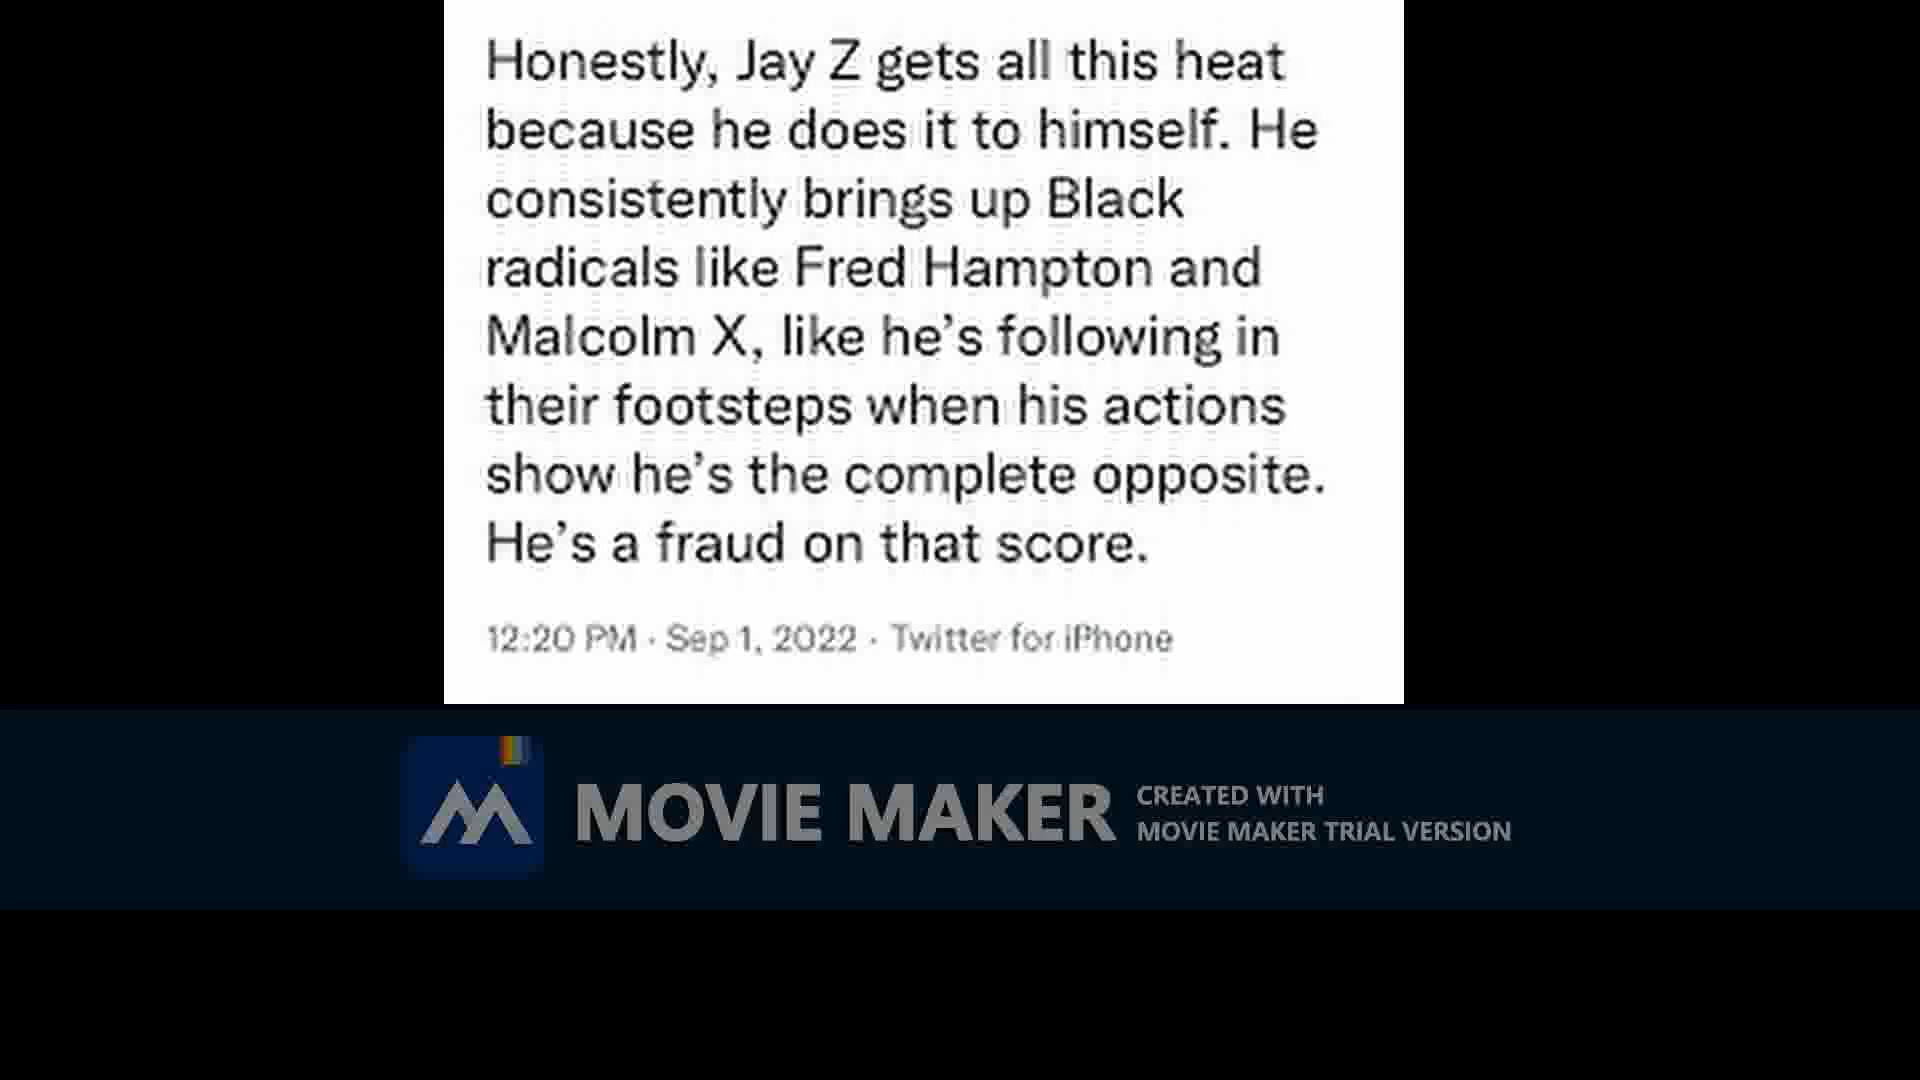 Honestly, Jay Z gets all this heat
because he does it to himself. He
consistently brings up Black
radicals like Fred Hampton and
Malcolm X, like he's following in
their footsteps when his actions
show he's the complete opposite.
He's a fraud on that score.
12:20 PM · Sep 1, 2022 · Twitter for iPhone
MOVIE MAKER
CREATED WITH
MOVIE MAKER TRIAL VERSION